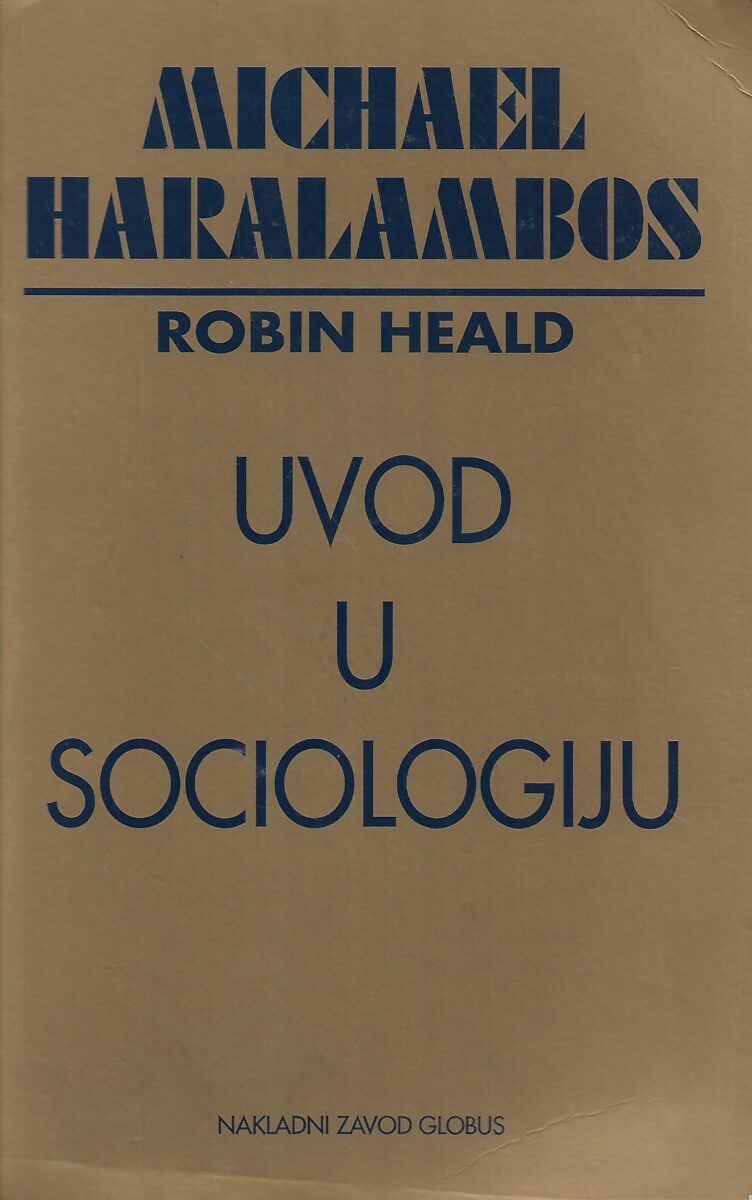 MICHAEL
HARALAMBOS
ROBIN HEALD
UVOD
U
SOCIOLOGIJU
NAKLADNI ZAVOD GLOBUS